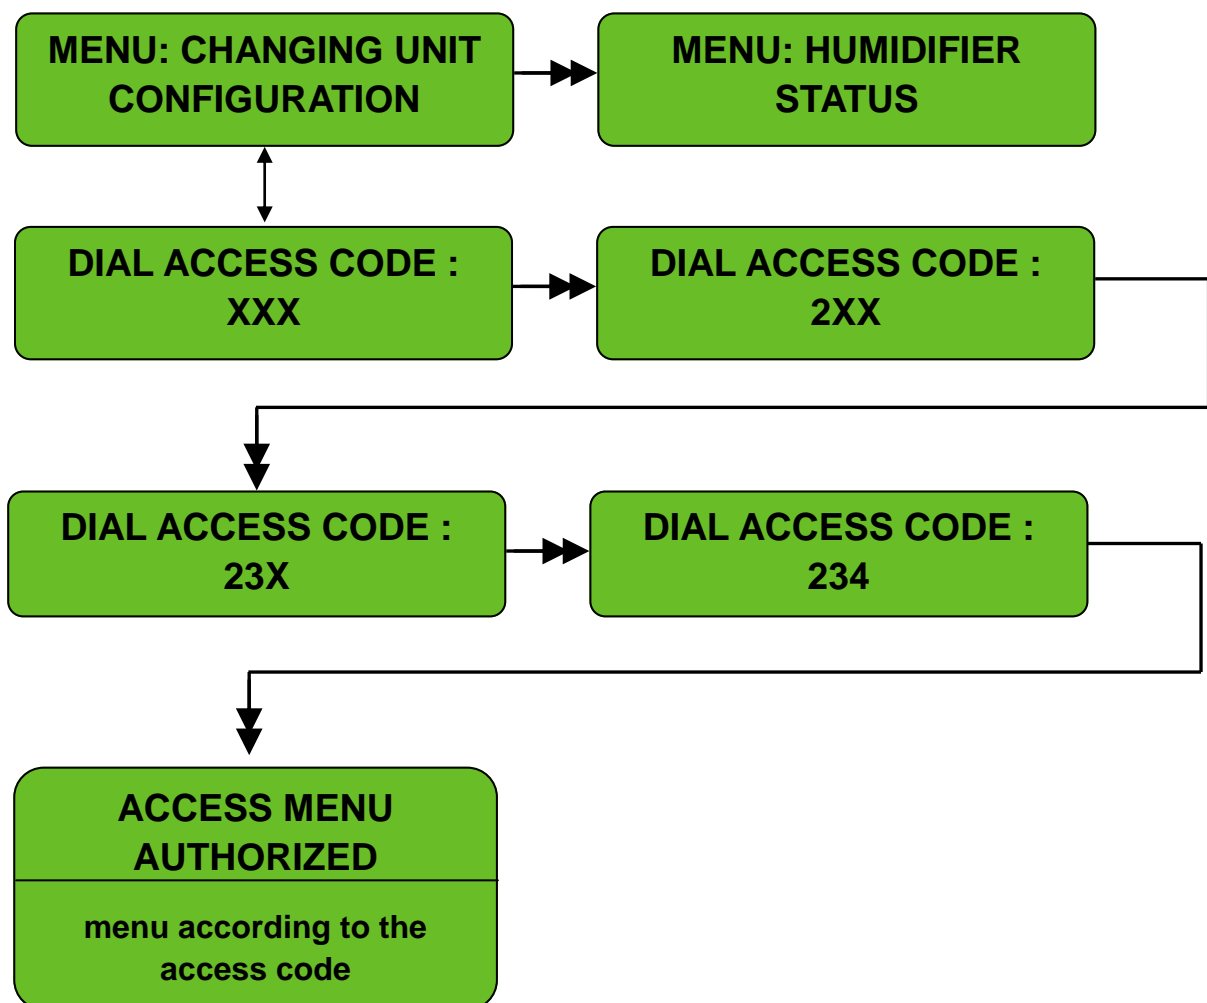 MENU: CHANGING UNIT
CONFIGURATION
MENU: HUMIDIFIER
STATUS
DIAL ACCESS CODE :
XXX
DIAL ACCESS CODE :
2XX
DIAL ACCESS CODE :
23X
DIAL ACCESS CODE :
234
ACCESS MENU
AUTHORIZED
menu according to the
access code